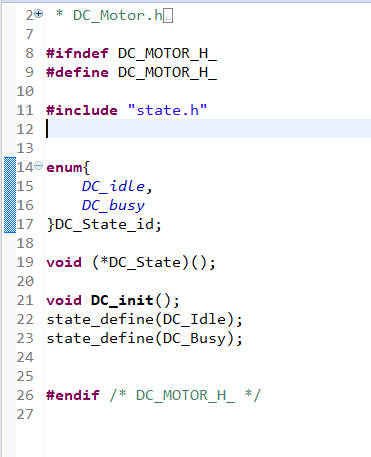 2 * DC_Motor.h
7
8 #ifndef DC_MOTOR_H_
9 #define DC_MOTOR_H_
10
11 #include "state.h"
12
13
14 enum{
15     DC_idle,
16     DC_busy
17 }DC_State_id;
18
19 void (*DC_State)();
20
21 void DC_init();
22 state_define(DC_Idle);
23 state_define(DC_Busy);
24
25
26 #endif /* DC_MOTOR_H_ */
27